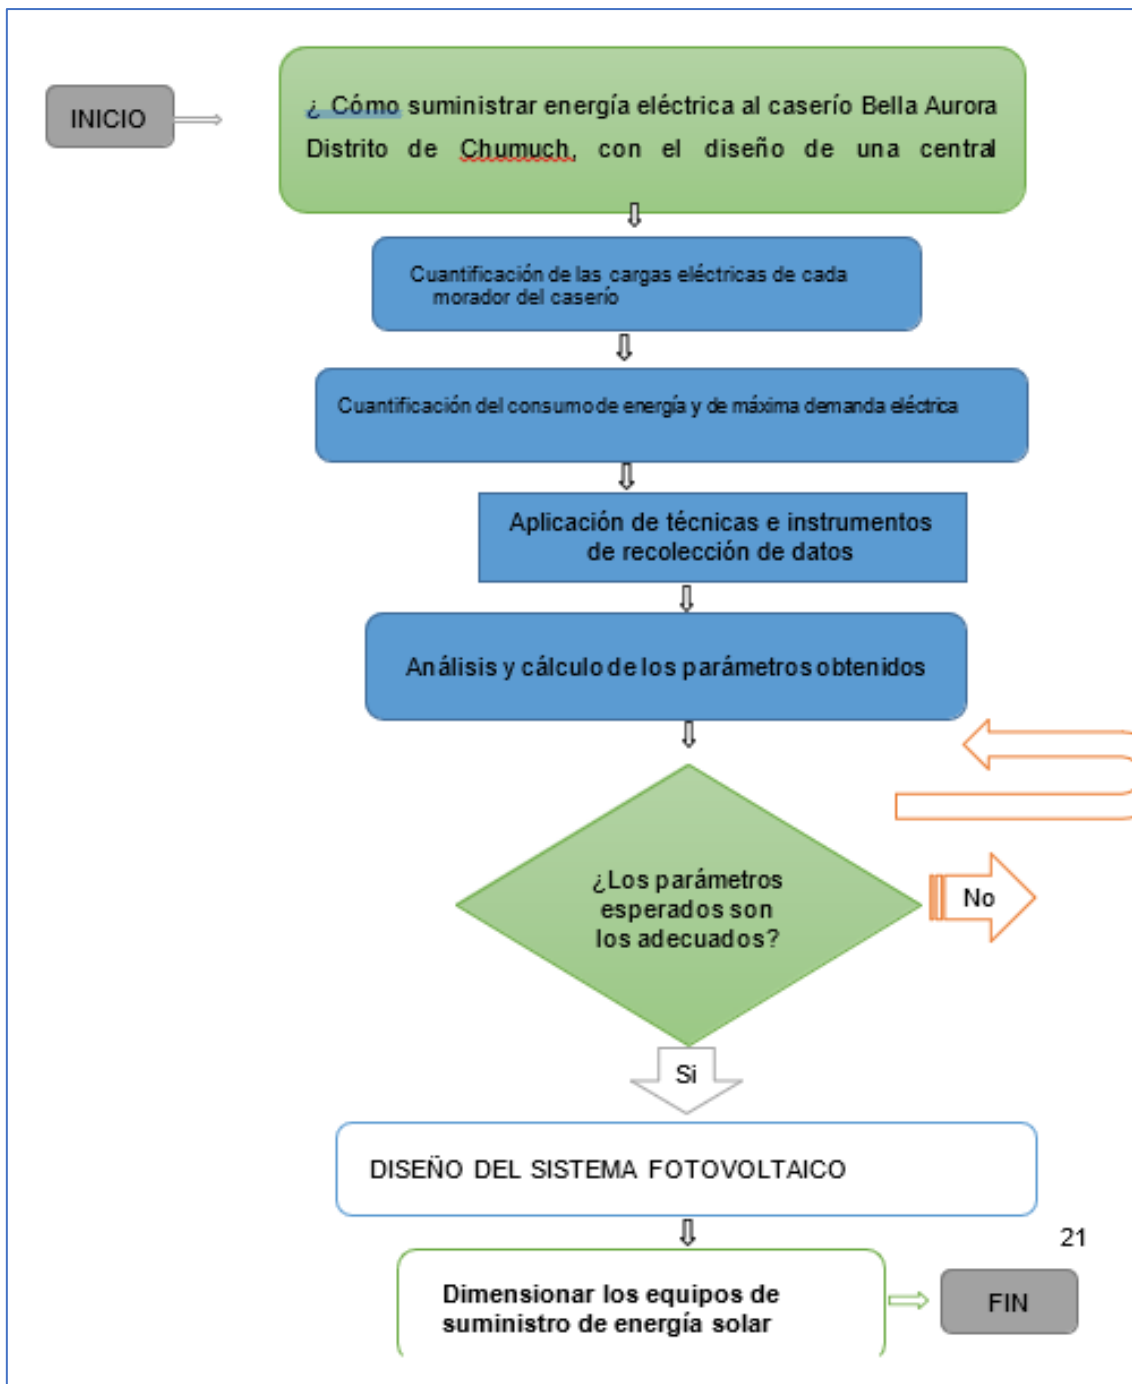 INICIO
¿ Cómo suministrar energía eléctrica al caserío Bella Aurora
Distrito de Chumuch, con el diseño de una central
Cuantificación de las cargas eléctricas de cada
morador del caserío
Cuantificación del consumo de energía y de máxima demanda eléctrica
Aplicación de técnicas e instrumentos
de recolección de datos
Análisis y cálculo de los parámetros obtenidos
¿Los parámetros
esperados son
los adecuados?
No
Si
DISEÑO DEL SISTEMA FOTOVOLTAICO
21
Dimensionar los equipos de
suministro de energía solar
FIN